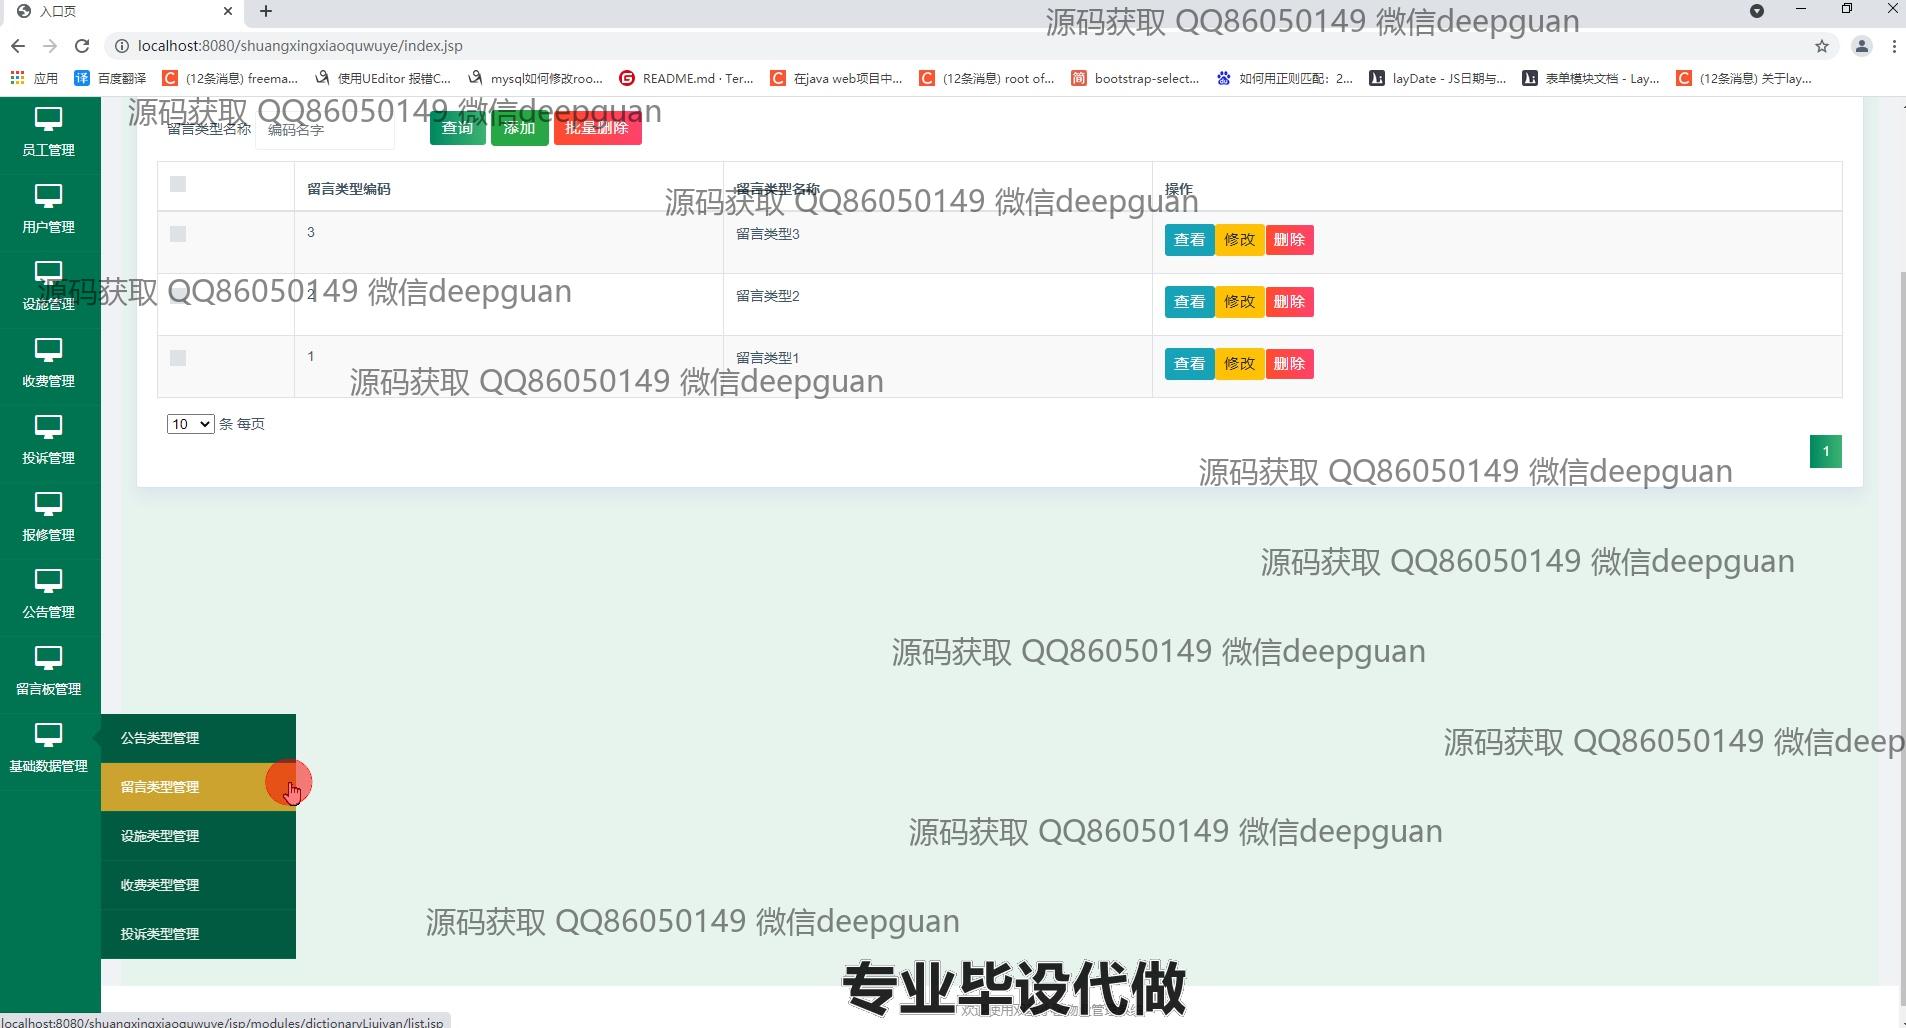 入口页
源码获取 QQ86050149 微信deepguan
localhost:8080/shuangxingxiaoquwuye/index.jsp
应用 百度翻译 (12条消息) freema... 使用UEditor 报错C... mysql如何修改roo... README.md · Ter... 在java web项目中... (12条消息) root of... bootstrap-select... 如何用正则匹配：2... layDate - JS日期与... 表单模块文档 - Lay... (12条消息) 关于lay...
源码获取 QQ86050149 微信deepguan
留言类型名称 编码名字 查询 添加 批量删除
员工管理
留言类型编码 留言类型名称 操作
源码获取 QQ86050149 微信deepguan
用户管理
3 留言类型3 查看 修改 删除
源码获取 QQ86050149 微信deepguan
设施管理
2 留言类型2 查看 修改 删除
1 留言类型1 查看 修改 删除
收费管理
源码获取 QQ86050149 微信deepguan
10 条 每页
1
投诉管理
源码获取 QQ86050149 微信deepguan
报修管理
源码获取 QQ86050149 微信deepguan
公告管理
源码获取 QQ86050149 微信deepguan
留言板管理
源码获取 QQ86050149 微信deep
基础数据管理
公告类型管理
留言类型管理
设施类型管理
收费类型管理
投诉类型管理
源码获取 QQ86050149 微信deepguan
源码获取 QQ86050149 微信deepguan
专业毕设代做
localhost:8080/shuangxingxiaoquwuye/jsp/modules/dictionaryLiuyan/list.jsp